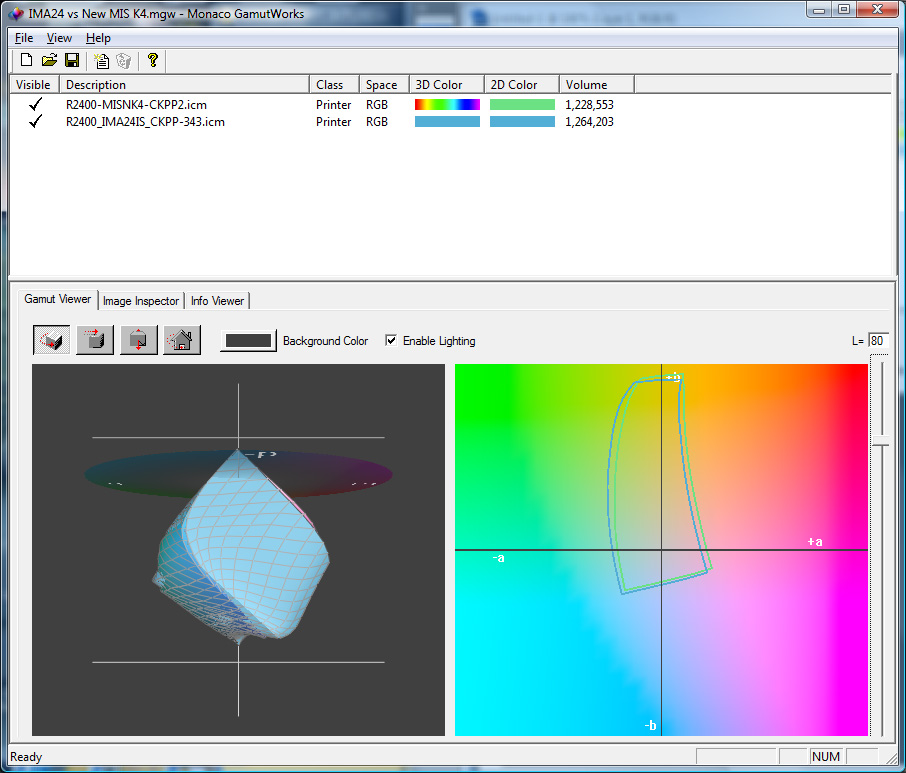 IMA24 vs New MIS K4.mgw - Monaco GamutWorks
File View Help
Visible Description Class Space 3D Color 2D Color Volume
R2400-MISNK4-CKPP2.icm Printer RGB 1,228,553
R2400_IMA24IS_CKPP-343.icm Printer RGB 1,264,203
Gamut Viewer Image Inspector Info Viewer
Background Color Enable Lighting L= 80
+b
+a
-a
-b
Ready NUM